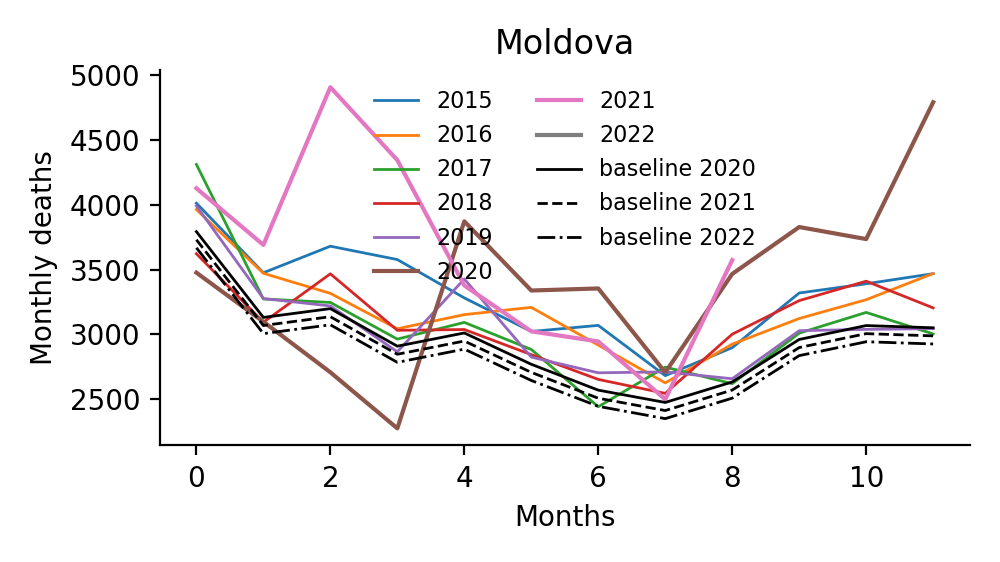 Moldova
5000
4500
4000
3500
3000
2500
Monthly deaths
2015
2016
2017
2018
2019
2020
2021
2022
baseline 2020
baseline 2021
baseline 2022
0 2 4 6 8 10
Months